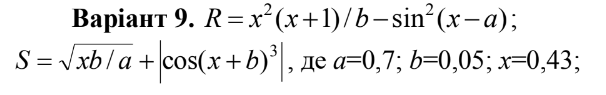 Варіант 9. R = x²(x+1)/b − sin²(x−a);
S = √(xb/a) + |cos(x+b)³|, де a=0,7; b=0,05; x=0,43;